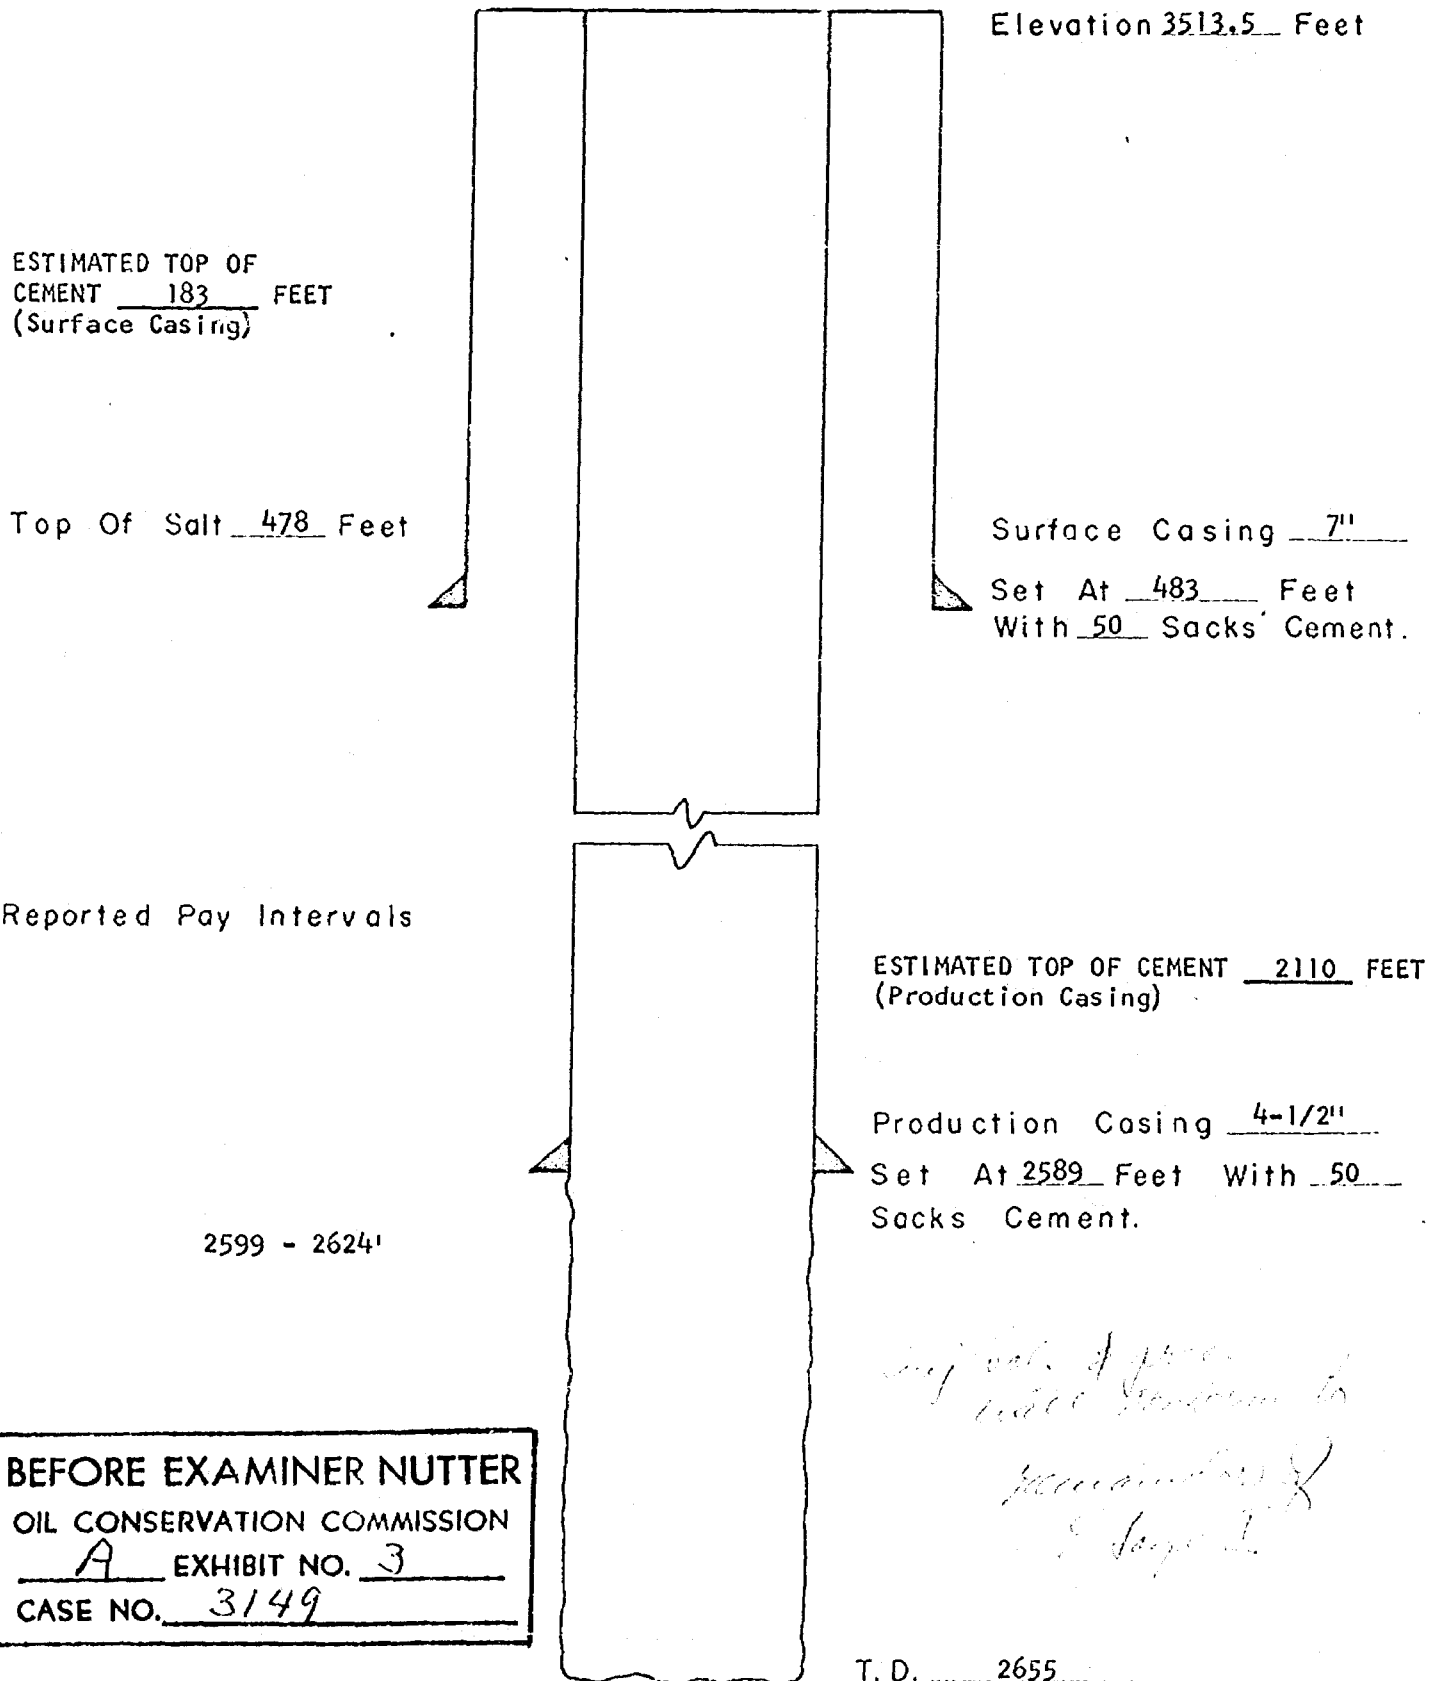 Elevation 3513.5 Feet
ESTIMATED TOP OF
CEMENT 183 FEET
(Surface Casing)
Top Of Salt 478 Feet
Surface Casing 7"
Set At 483 Feet
With 50 Sacks Cement.
Reported Pay Intervals
ESTIMATED TOP OF CEMENT 2110 FEET
(Production Casing)
Production Casing 4-1/2"
Set At 2589 Feet With 50
Sacks Cement.
2599 - 2624'
BEFORE EXAMINER NUTTER
OIL CONSERVATION COMMISSION
A EXHIBIT NO. 3
CASE NO. 3149
T. D. 2655